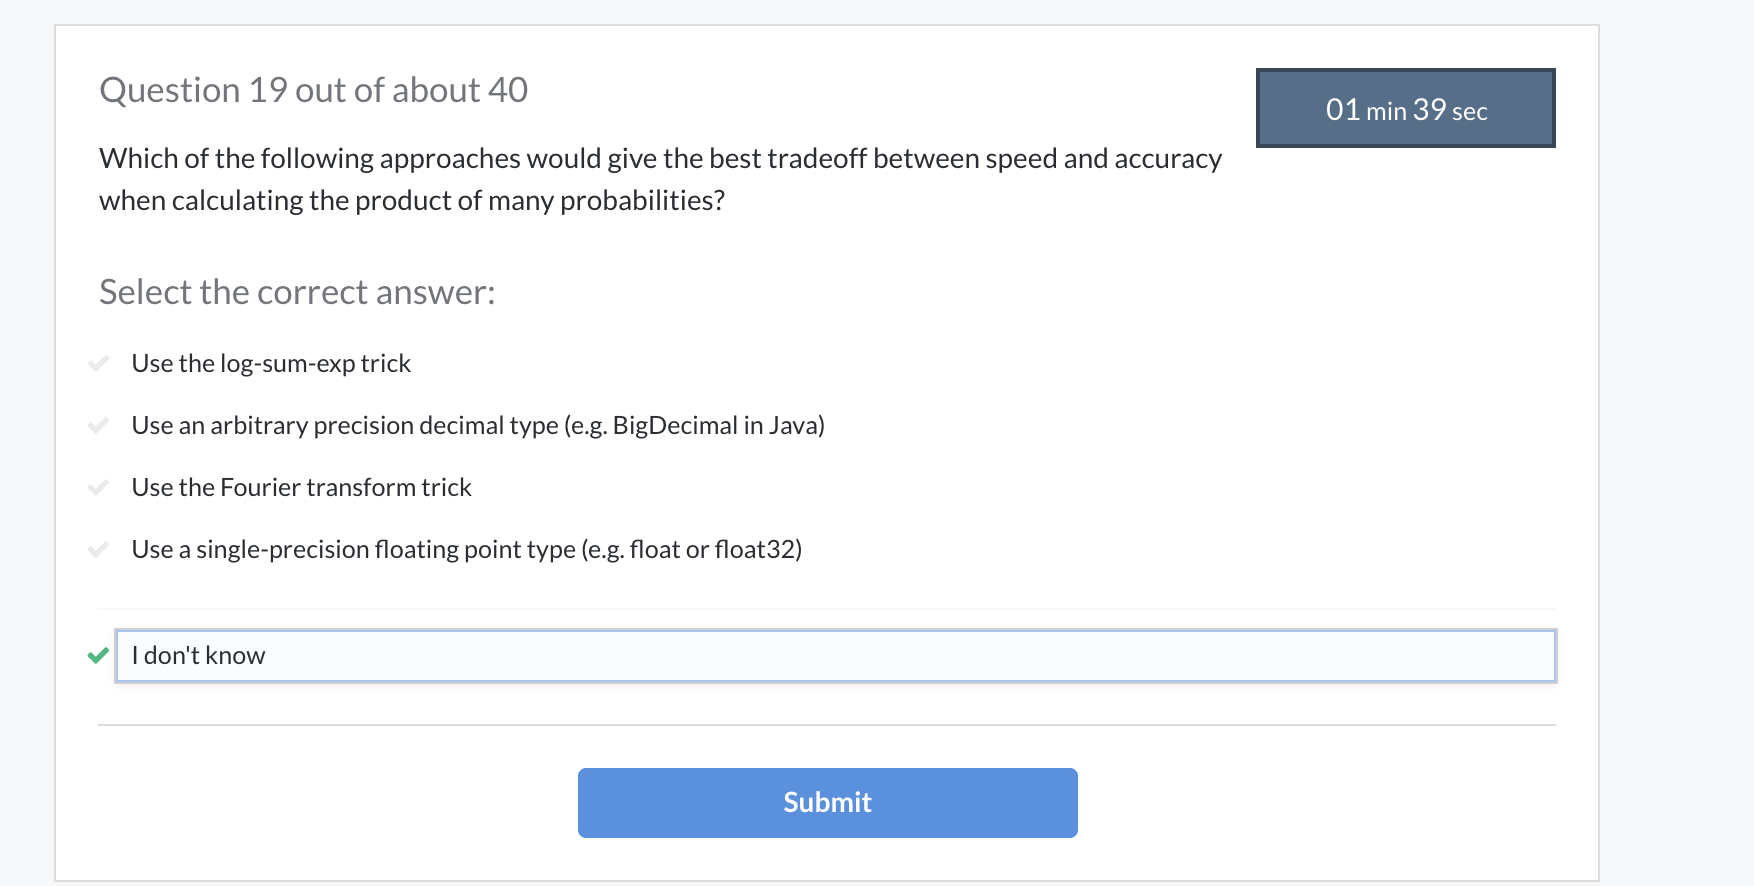 Question 19 out of about 40
01 min 39 sec
Which of the following approaches would give the best tradeoff between speed and accuracy
when calculating the product of many probabilities?
Select the correct answer:
Use the log-sum-exp trick
Use an arbitrary precision decimal type (e.g. BigDecimal in Java)
Use the Fourier transform trick
Use a single-precision floating point type (e.g. float or float32)
I don't know
Submit